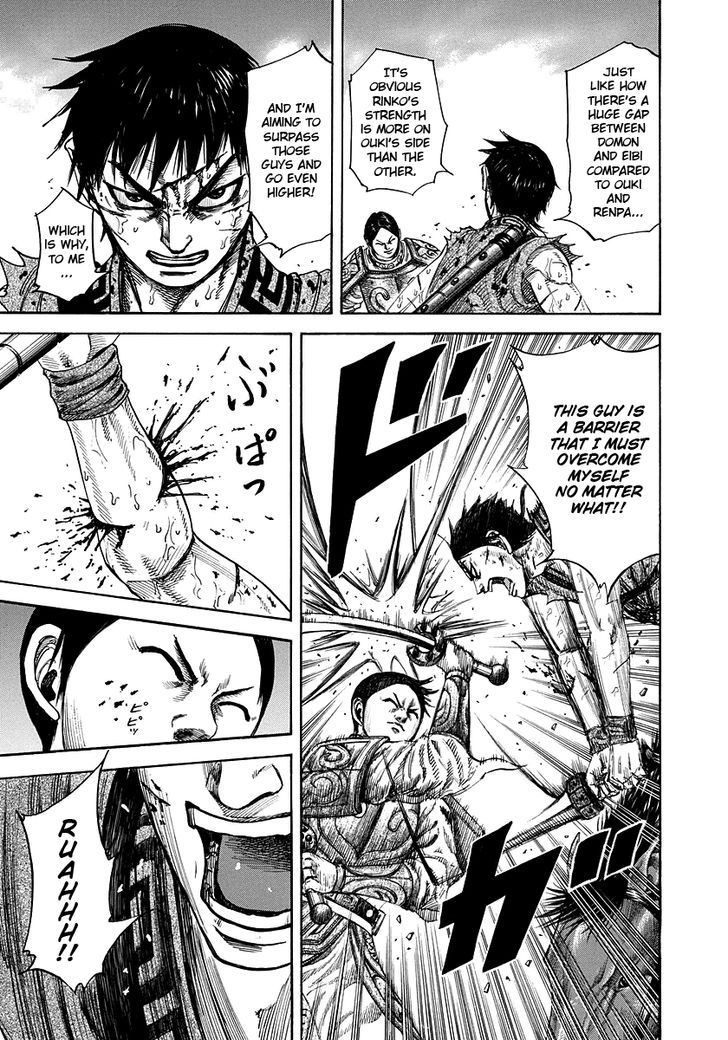 JUST
LIKE HOW
THERE'S A
HUGE GAP
BETWEEN
DOMON
AND EIBI
COMPARED
TO OUKI
AND
RENPA...
IT'S
OBVIOUS
RINKO'S
STRENGTH
IS MORE ON
OUKI'S SIDE
THAN THE
OTHER.
AND I'M
AIMING TO
SURPASS
THOSE
GUYS AND
GO EVEN
HIGHER!
WHICH
IS WHY,
TO ME
...
THIS GUY IS
A BARRIER
THAT I MUST
OVERCOME
MYSELF
NO MATTER
WHAT!!
ドガ
ぶ
ぱっ
ピピッ
RUAHHH!!